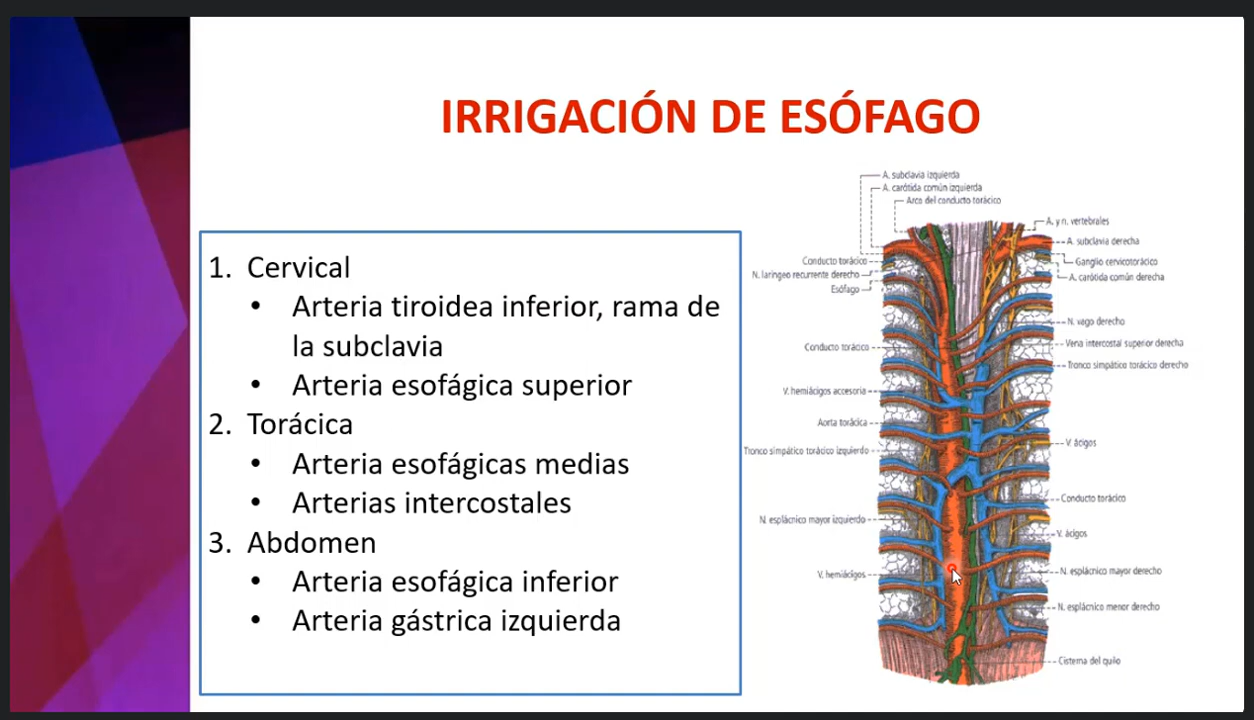 IRRIGACIÓN DE ESÓFAGO
1. Cervical
• Arteria tiroidea inferior, rama de
la subclavia
• Arteria esofágica superior
2. Torácica
• Arteria esofágicas medias
• Arterias intercostales
3. Abdomen
• Arteria esofágica inferior
• Arteria gástrica izquierda
A. subclavia izquierda
A. carótida común izquierda
Arco del conducto torácico
Conducto torácico
N. laríngeo recurrente derecho
Esófago
Conducto torácico
V. hemiácigos accesoria
Aorta torácica
Tronco simpático torácico izquierdo
N. esplácnico mayor izquierdo
V. hemiácigos
A. y n. vertebrales
A. subclavia derecha
Ganglio cervicotorácico
A. carótida común derecha
N. vago derecho
Vena intercostal superior derecha
Tronco simpático torácico derecho
V. ácigos
Conducto torácico
V. ácigos
N. esplácnico mayor derecho
N. esplácnico menor derecho
Cisterna del quilo